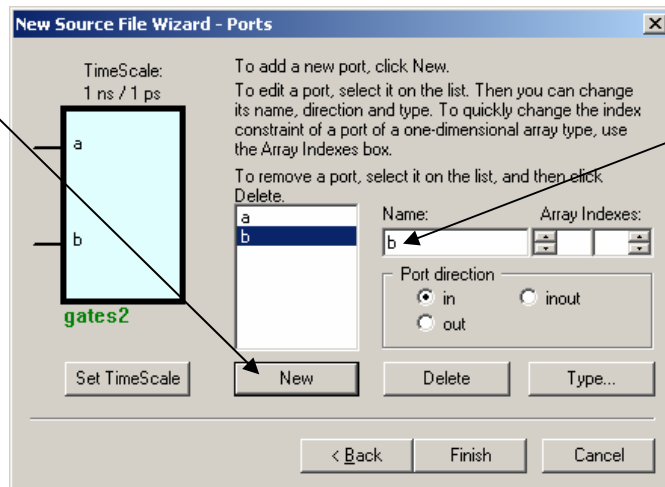 New Source File Wizard - Ports
TimeScale:
1 ns / 1 ps
a
b
gates2
Set TimeScale
To add a new port, click New.
To edit a port, select it on the list. Then you can change
its name, direction and type. To quickly change the index
constraint of a port of a one-dimensional array type, use
the Array Indexes box.
To remove a port, select it on the list, and then click
Delete.
a
b
Name:
Array Indexes:
b
Port direction
in
inout
out
New
Delete
Type...
< Back
Finish
Cancel